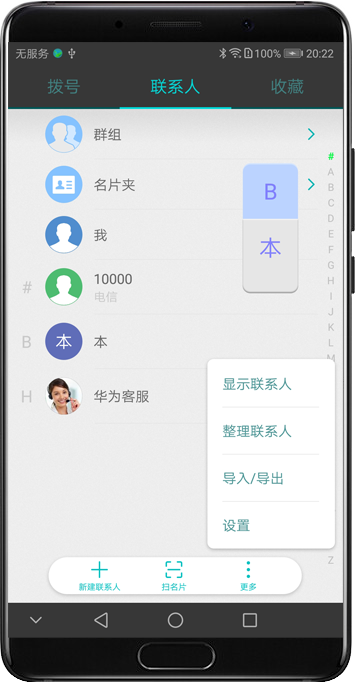 无服务 100% 20:22
拨号 联系人 收藏
群组
名片夹
我
# 10000
电信
B 本 本
H 华为客服
B
本
#
A
B
C
D
E
F
G
H
I
J
K
L
M
显示联系人
整理联系人
导入/导出
设置
Z
新建联系人 扫名片 更多